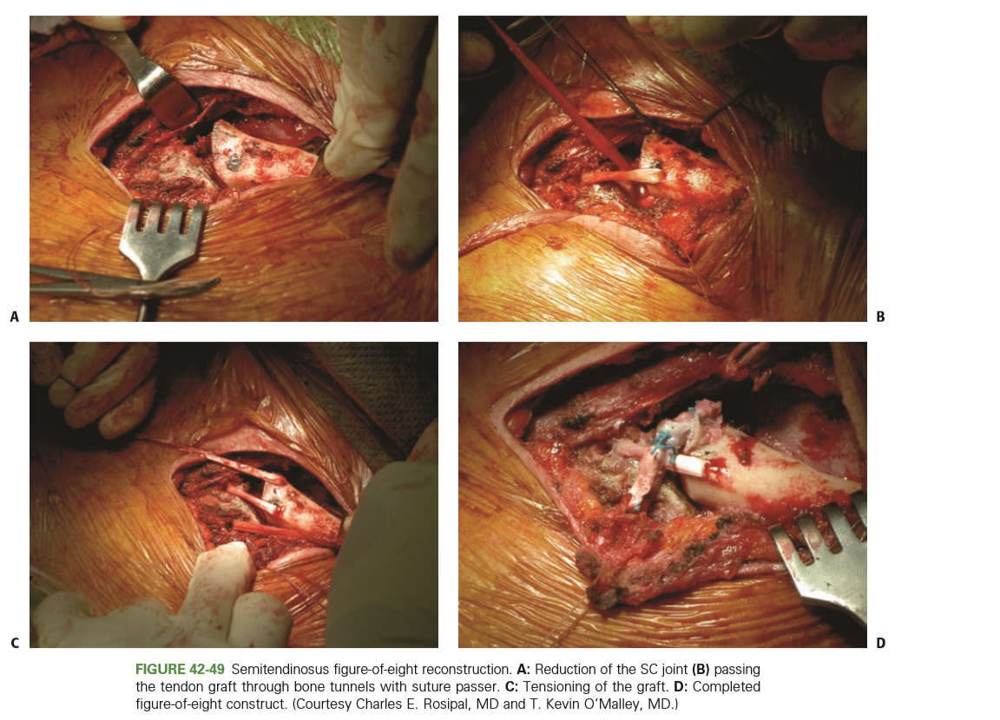 A
B
C
D
FIGURE 42-49 Semitendinosus figure-of-eight reconstruction. A: Reduction of the SC joint (B) passing
the tendon graft through bone tunnels with suture passer. C: Tensioning of the graft. D: Completed
figure-of-eight construct. (Courtesy Charles E. Rosipal, MD and T. Kevin O'Malley, MD.)